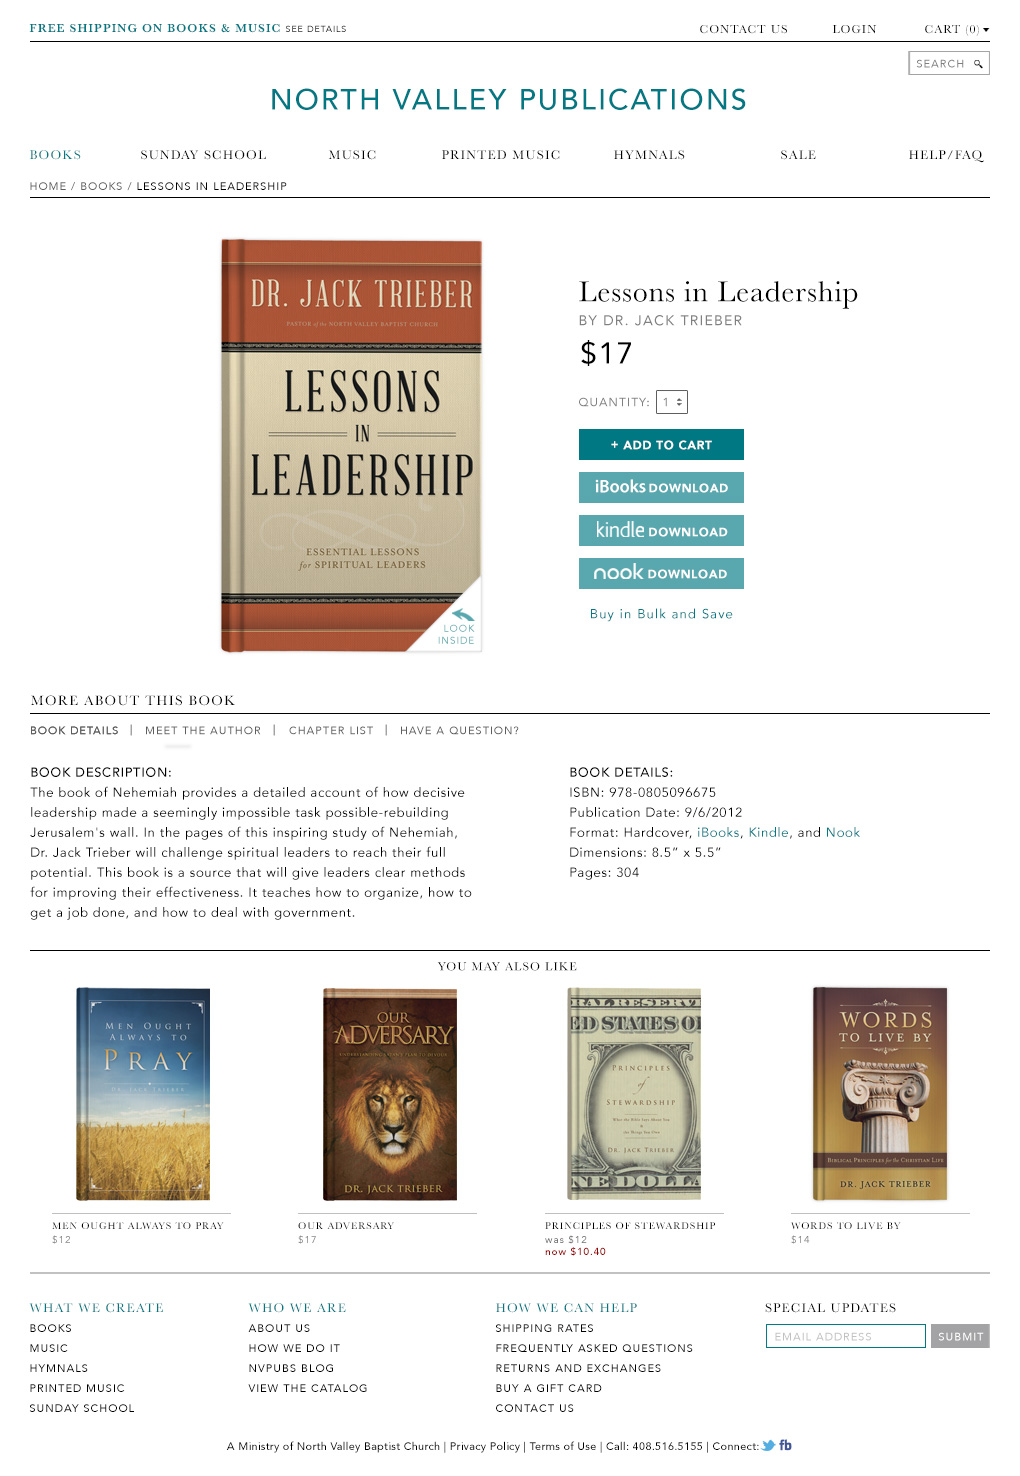 FREE SHIPPING ON BOOKS & MUSIC SEE DETAILS
CONTACT US
LOGIN
CART (0)
SEARCH
NORTH VALLEY PUBLICATIONS
BOOKS
SUNDAY SCHOOL
MUSIC
PRINTED MUSIC
HYMNALS
SALE
HELP/FAQ
HOME / BOOKS / LESSONS IN LEADERSHIP
DR. JACK TRIEBER
PASTOR of the NORTH VALLEY BAPTIST CHURCH
LESSONS
IN
LEADERSHIP
ESSENTIAL LESSONS
for SPIRITUAL LEADERS
LOOK
INSIDE
Lessons in Leadership
BY DR. JACK TRIEBER
$17
QUANTITY: 1
+ ADD TO CART
iBooks DOWNLOAD
kindle DOWNLOAD
nook DOWNLOAD
Buy in Bulk and Save
MORE ABOUT THIS BOOK
BOOK DETAILS | MEET THE AUTHOR | CHAPTER LIST | HAVE A QUESTION?
BOOK DESCRIPTION:
The book of Nehemiah provides a detailed account of how decisive
leadership made a seemingly impossible task possible-rebuilding
Jerusalem's wall. In the pages of this inspiring study of Nehemiah,
Dr. Jack Trieber will challenge spiritual leaders to reach their full
potential. This book is a source that will give leaders clear methods
for improving their effectiveness. It teaches how to organize, how to
get a job done, and how to deal with government.
BOOK DETAILS:
ISBN: 978-0805096675
Publication Date: 9/6/2012
Format: Hardcover, iBooks, Kindle, and Nook
Dimensions: 8.5” x 5.5”
Pages: 304
YOU MAY ALSO LIKE
MEN OUGHT
ALWAYS TO
PRAY
DR. JACK TRIEBER
MEN OUGHT ALWAYS TO PRAY
$12
OUR
ADVERSARY
DR. JACK TRIEBER
OUR ADVERSARY
$17
RAL RESERV
ED STATES O
PRINCIPLES
of
STEWARDSHIP
What the Bible Says About You
& the Things You Own
DR. JACK TRIEBER
NE DOLLA
PRINCIPLES OF STEWARDSHIP
was $12
now $10.40
WORDS
TO LIVE BY
BIBLICAL PRINCIPLES for the CHRISTIAN LIFE
DR. JACK TRIEBER
WORDS TO LIVE BY
$14
WHAT WE CREATE
BOOKS
MUSIC
HYMNALS
PRINTED MUSIC
SUNDAY SCHOOL
WHO WE ARE
ABOUT US
HOW WE DO IT
NVPUBS BLOG
VIEW THE CATALOG
HOW WE CAN HELP
SHIPPING RATES
FREQUENTLY ASKED QUESTIONS
RETURNS AND EXCHANGES
BUY A GIFT CARD
CONTACT US
SPECIAL UPDATES
EMAIL ADDRESS
SUBMIT
A Ministry of North Valley Baptist Church | Privacy Policy | Terms of Use | Call: 408.516.5155 | Connect: fb